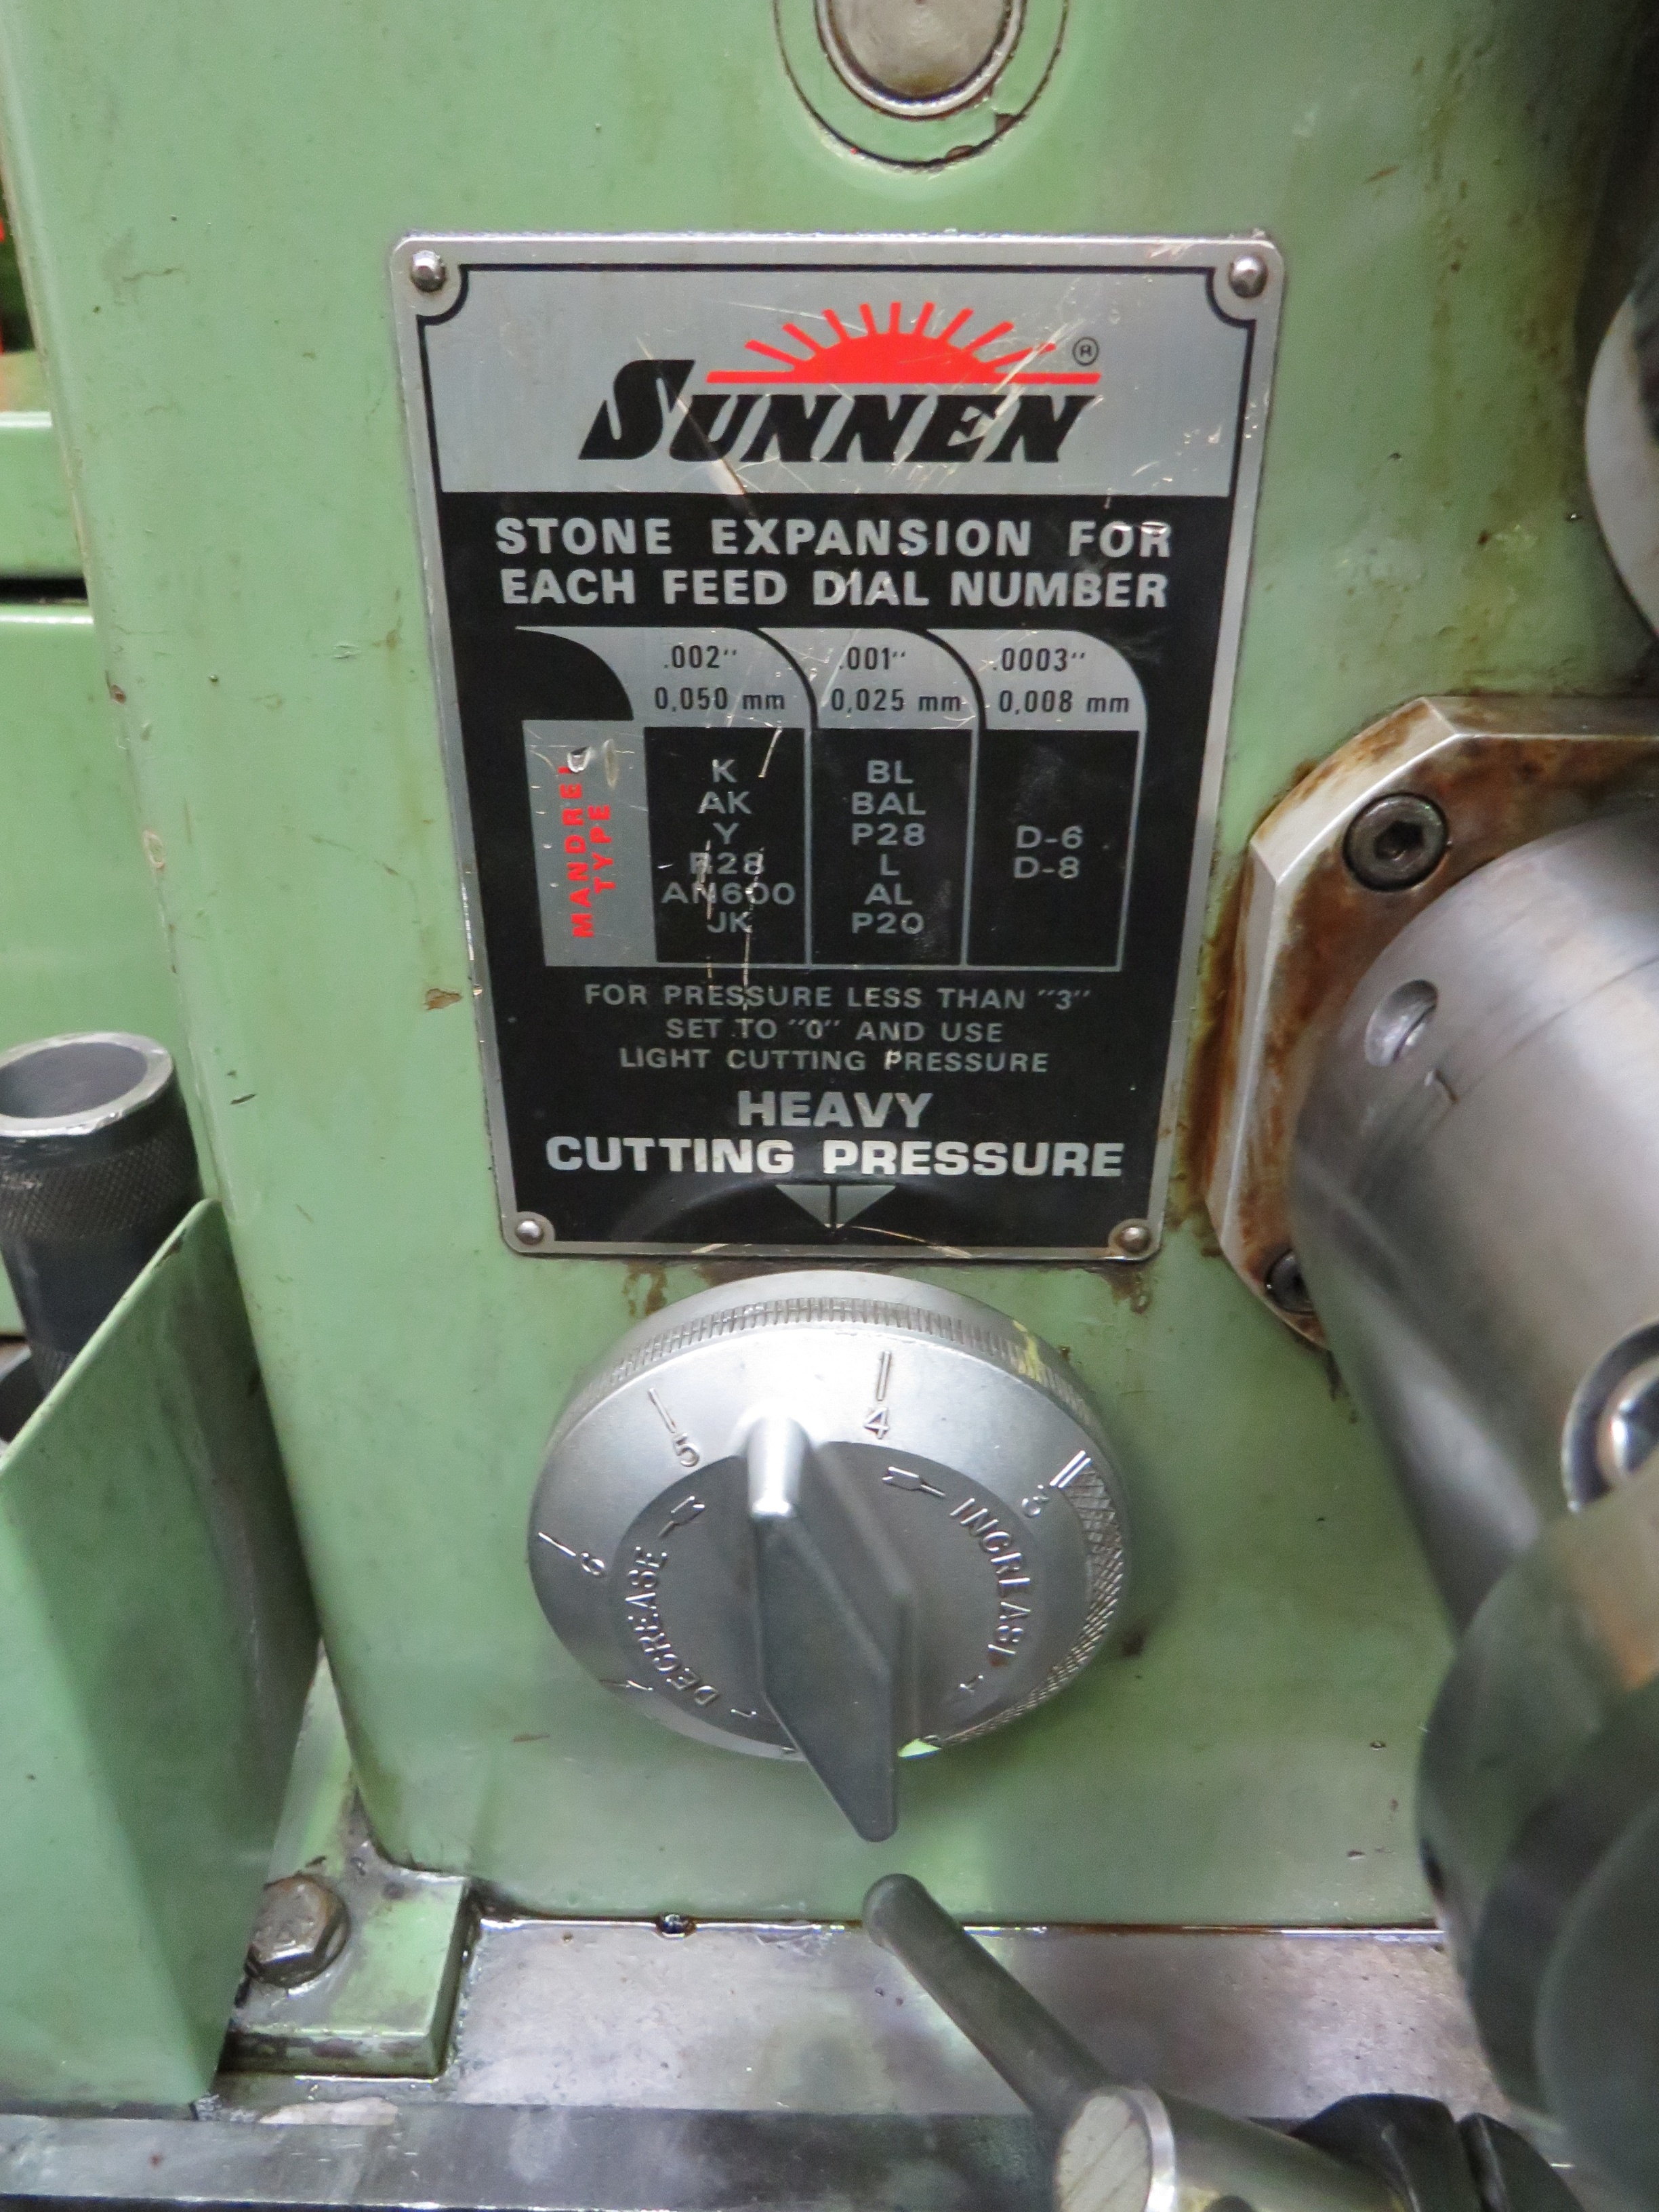 SUNNEN ®
STONE EXPANSION FOR
EACH FEED DIAL NUMBER
.002" .001" .0003"
0,050 mm 0,025 mm 0,008 mm
MANDREL
TYPE
K BL
AK BAL
Y P28 D-6
R28 L D-8
AN600 AL
JK P20
FOR PRESSURE LESS THAN "3"
SET TO "0" AND USE
LIGHT CUTTING PRESSURE
HEAVY
CUTTING PRESSURE
4
5
3
6
INCREASE
DECREASE
7